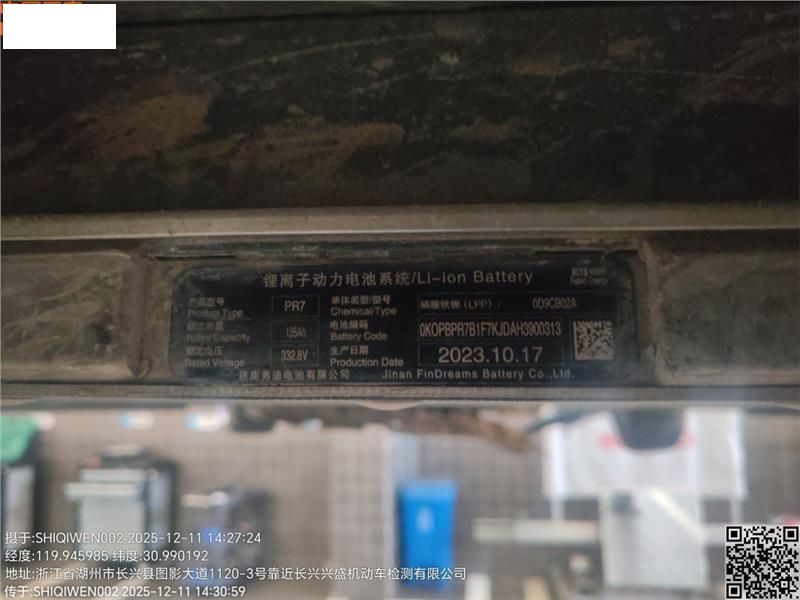 锂离子动力电池系统/Li-ion Battery
Rated Energy
产品型号
Product Type
PR7
单体类型/型号
Chemical/Type
磷酸铁锂（LFP）/ 0D9CB02A
额定容量
Rated Capacity
135Ah
电池编码
Battery Code
0KOPBPR7B1F7KJDAH3900313
额定电压
Rated Voltage
332.8V
生产日期
Production Date
2023.10.17
济南弗迪电池有限公司 Jinan FinDreams Battery Co.,Ltd.
摄于:SHIQIWEN002 2025-12-11 14:27:24
经度:119.945985 纬度:30.990192
地址:浙江省湖州市长兴县图影大道1120-3号靠近长兴兴盛机动车检测有限公司
传于:SHIQIWEN002 2025-12-11 14:30:59